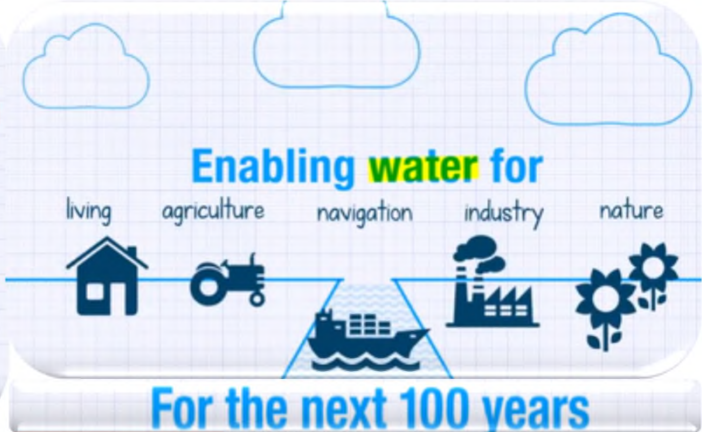 Enabling water for
living agriculture navigation industry nature
For the next 100 years